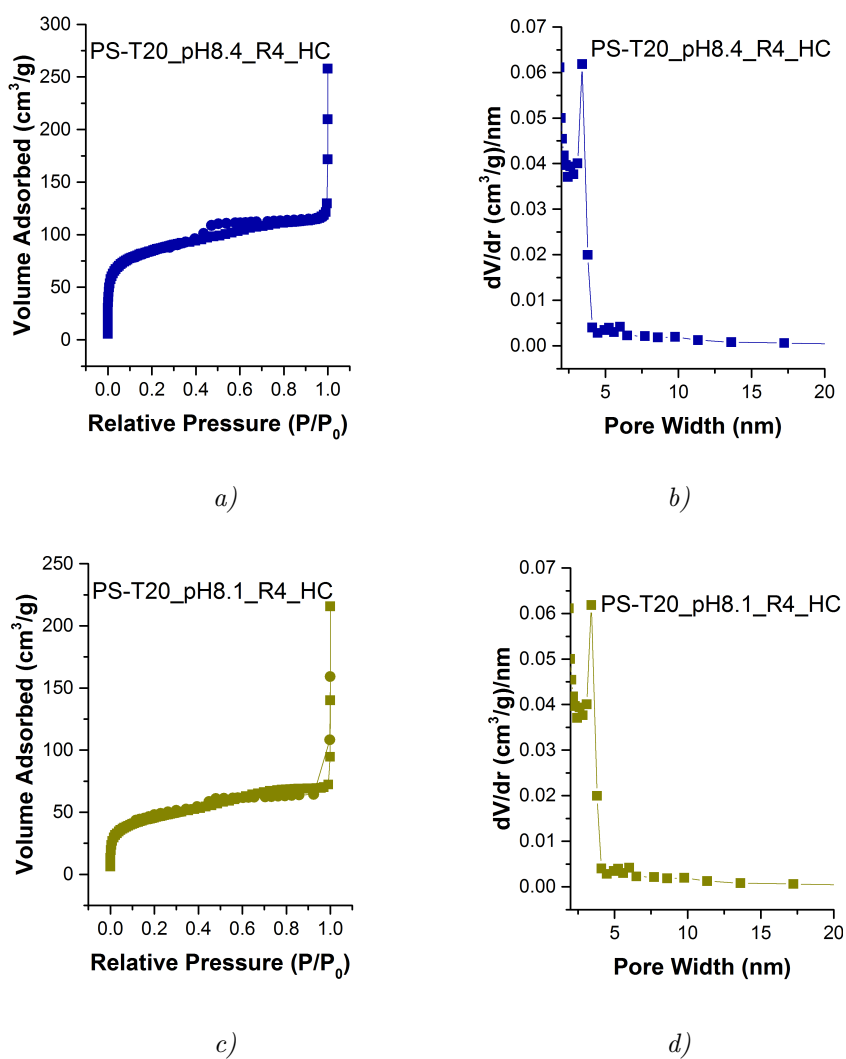 PS-T20_pH8.4_R4_HC
Volume Adsorbed (cm³/g)
300
250
200
150
100
50
0
0.0 0.2 0.4 0.6 0.8 1.0
Relative Pressure (P/P₀)
a)
PS-T20_pH8.4_R4_HC
dV/dr (cm³/g)/nm
0.07
0.06
0.05
0.04
0.03
0.02
0.01
0.00
5 10 15 20
Pore Width (nm)
b)
PS-T20_pH8.1_R4_HC
Volume Adsorbed (cm³/g)
250
200
150
100
50
0
0.0 0.2 0.4 0.6 0.8 1.0
Relative Pressure (P/P₀)
c)
PS-T20_pH8.1_R4_HC
dV/dr (cm³/g)/nm
0.07
0.06
0.05
0.04
0.03
0.02
0.01
0.00
5 10 15 20
Pore Width (nm)
d)